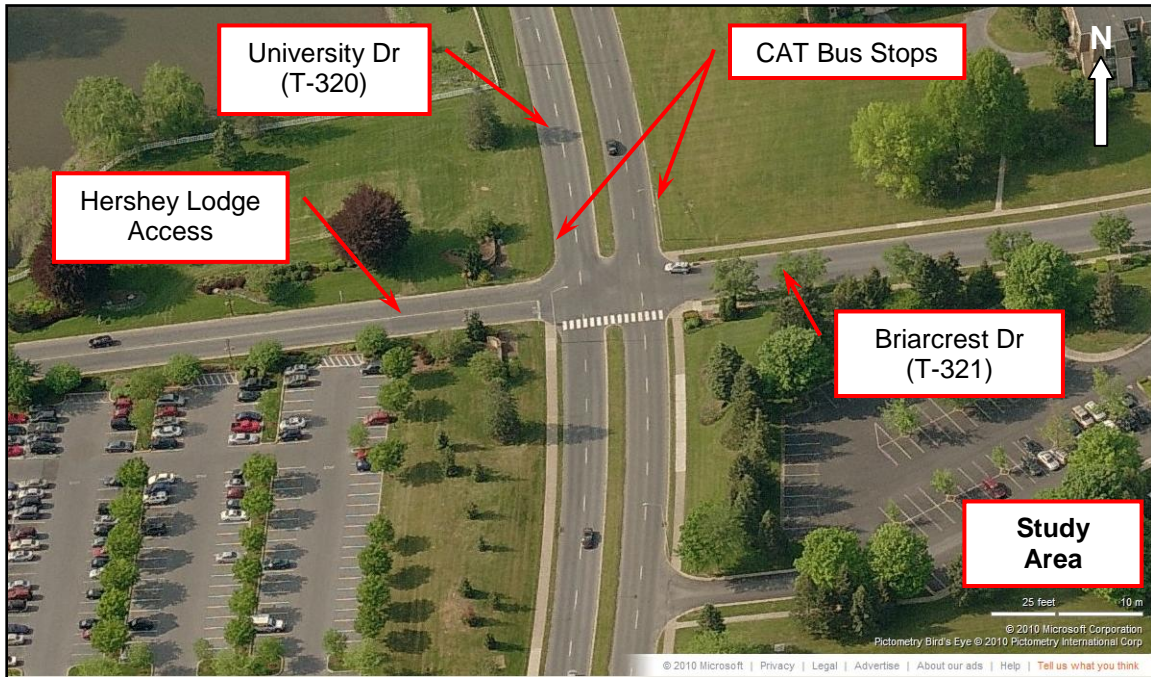 University Dr
(T-320)
CAT Bus Stops
N
Hershey Lodge
Access
Briarcrest Dr
(T-321)
Study
Area
25 feet 10 m
© 2010 Microsoft Corporation
Pictometry Bird's Eye © 2010 Pictometry International Corp
© 2010 Microsoft | Privacy | Legal | Advertise | About our ads | Help | Tell us what you think